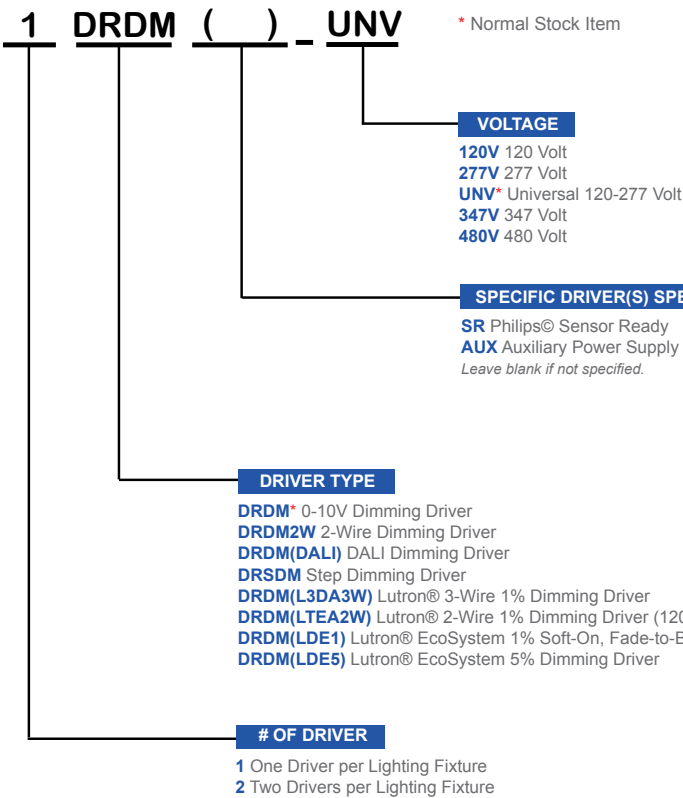 1 DRDM ( ) - UNV
* Normal Stock Item
VOLTAGE
120V 120 Volt
277V 277 Volt
UNV* Universal 120-277 Volt
347V 347 Volt
480V 480 Volt
SPECIFIC DRIVER(S)
SR Philips© Sensor Ready
AUX Auxiliary Power Supply
Leave blank if not specified.
DRIVER TYPE
DRDM* 0-10V Dimming Driver
DRDM2W 2-Wire Dimming Driver
DRDM(DALI) DALI Dimming Driver
DRSDM Step Dimming Driver
DRDM(L3DA3W) Lutron® 3-Wire 1% Dimming Driver
DRDM(LTEA2W) Lutron® 2-Wire 1% Dimming Driver
DRDM(LDE1) Lutron® EcoSystem 1% Soft-On,
DRDM(LDE5) Lutron® EcoSystem 5% Dimming Driver
# OF DRIVER
1 One Driver per Lighting Fixture
2 Two Drivers per Lighting Fixture